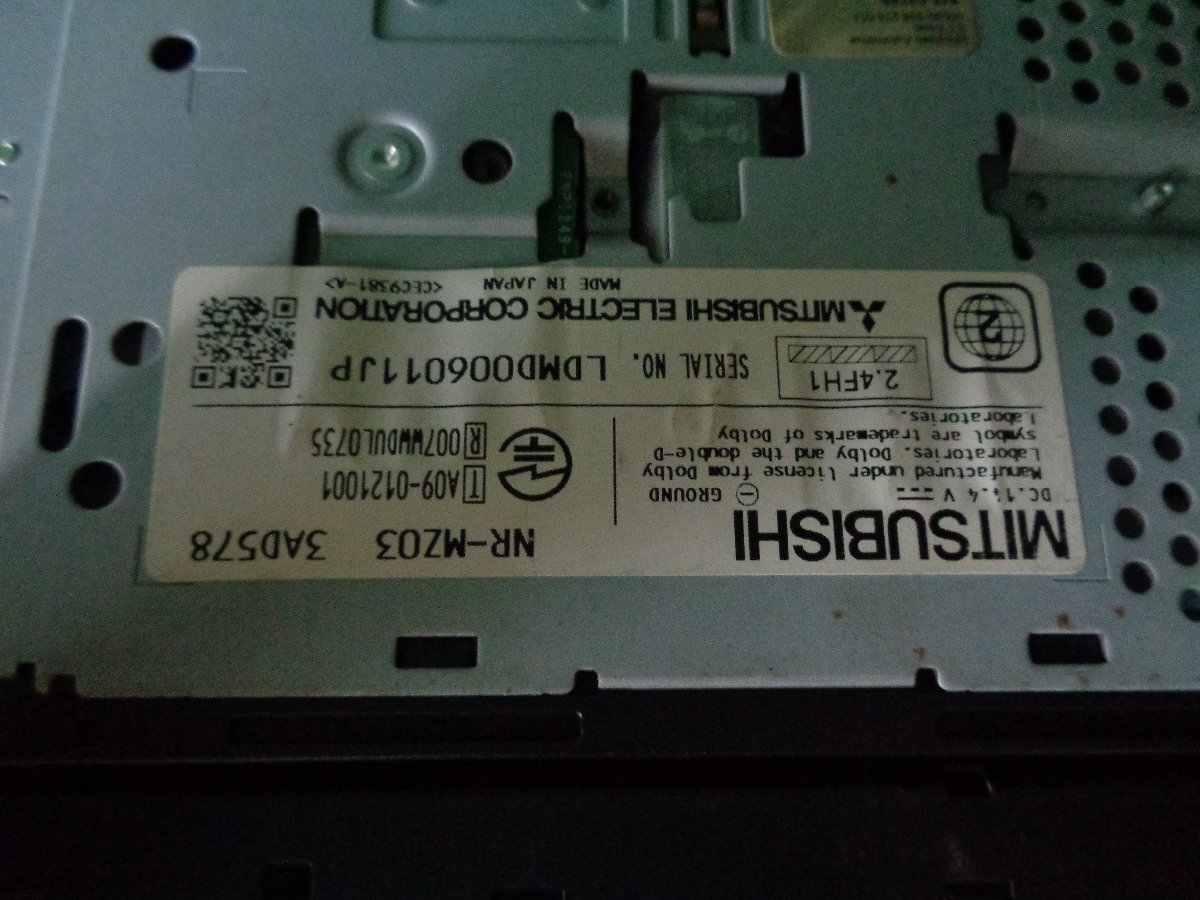 MITSUBISHI NR-MZ03 3AD578
DC.14.4 V ⎓ ⊖ GROUND
Manufactured under license from Dolby
Laboratories. Dolby and the double-D
symbol are trademarks of Dolby
Laboratories.
T A09-0121001
R 007WWDUL0735
2
2.4FH1
SERIAL NO. LDMD006011JP
MITSUBISHI ELECTRIC CORPORATION
MADE IN JAPAN <CEC9381-A>